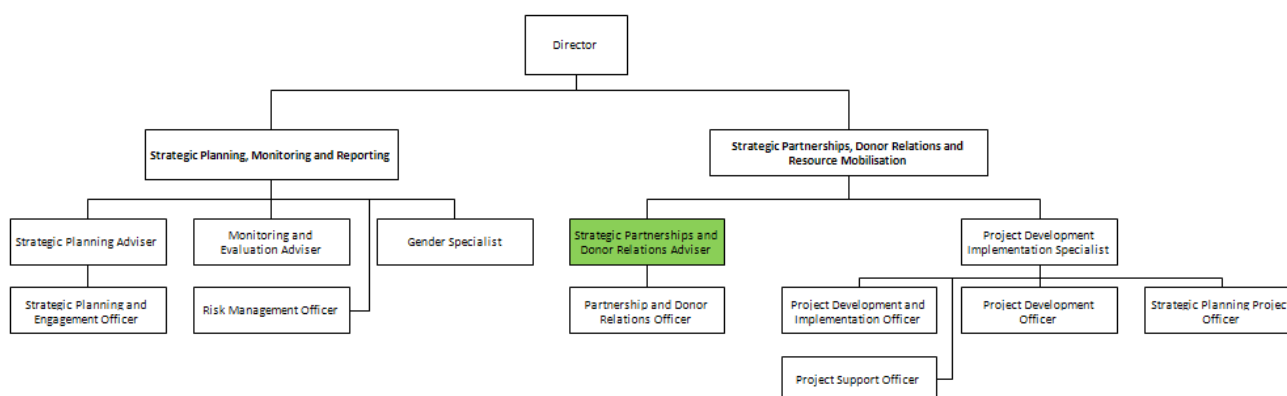 Director
Strategic Planning, Monitoring and Reporting
Strategic Partnerships, Donor Relations and
Resource Mobilisation
Strategic Planning Adviser
Monitoring and
Evaluation Adviser
Gender Specialist
Strategic Partnerships and
Donor Relations Adviser
Project Development
Implementation Specialist
Strategic Planning and
Engagement Officer
Risk Management Officer
Partnership and Donor
Relations Officer
Project Development and
Implementation Officer
Project Development
Officer
Strategic Planning Project
Officer
Project Support Officer